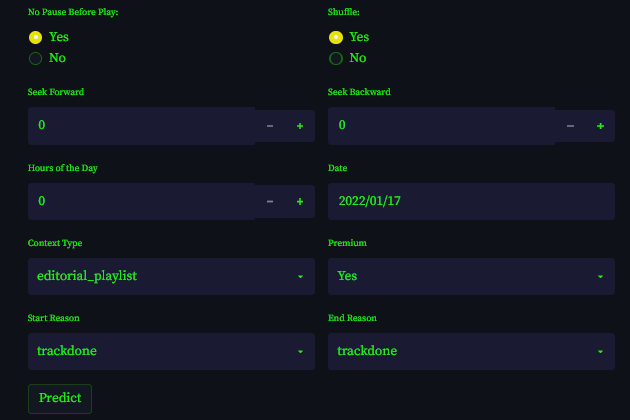 No Pause Before Play: Shuffle:
Yes Yes
No No
Seek Forward Seek Backward
0 − + 0 − +
Hours of the Day Date
0 − + 2022/01/17
Context Type Premium
editorial_playlist Yes
Start Reason End Reason
trackdone trackdone
Predict